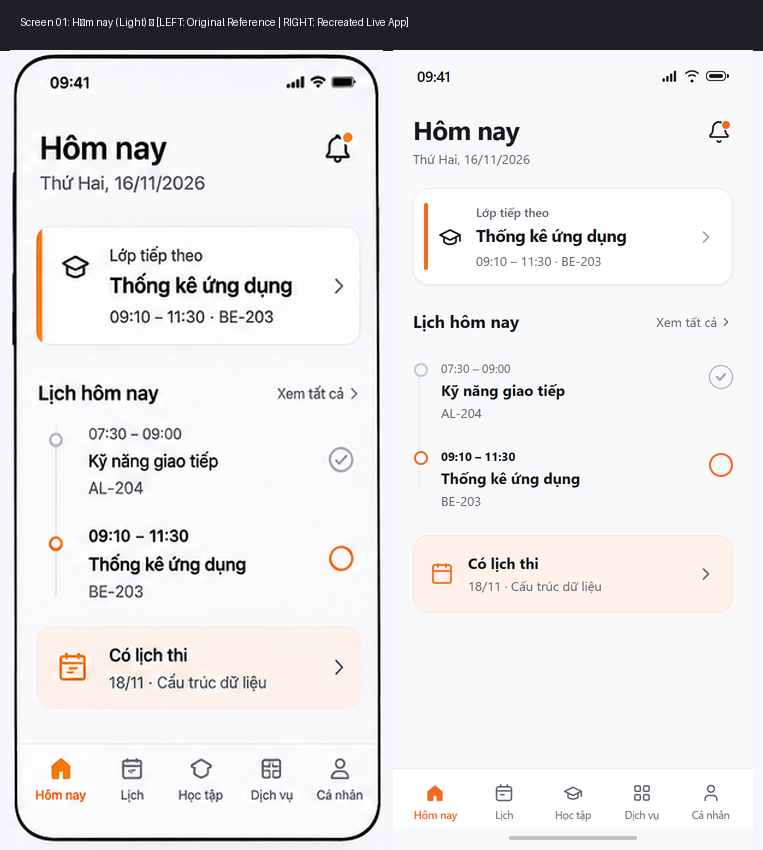 Screen 01: H▯m nay (Light) ▯ [LEFT: Original Reference | RIGHT: Recreated Live App]
09:41
Hôm nay
Thứ Hai, 16/11/2026
Lớp tiếp theo
Thống kê ứng dụng
09:10 – 11:30 · BE-203
Lịch hôm nay
Xem tất cả
07:30 – 09:00
Kỹ năng giao tiếp
AL-204
09:10 – 11:30
Thống kê ứng dụng
BE-203
Có lịch thi
18/11 · Cấu trúc dữ liệu
Hôm nay
Lịch
Học tập
Dịch vụ
Cá nhân
09:41
Hôm nay
Thứ Hai, 16/11/2026
Lớp tiếp theo
Thống kê ứng dụng
09:10 – 11:30 · BE-203
Lịch hôm nay
Xem tất cả
07:30 – 09:00
Kỹ năng giao tiếp
AL-204
09:10 – 11:30
Thống kê ứng dụng
BE-203
Có lịch thi
18/11 · Cấu trúc dữ liệu
Hôm nay
Lịch
Học tập
Dịch vụ
Cá nhân